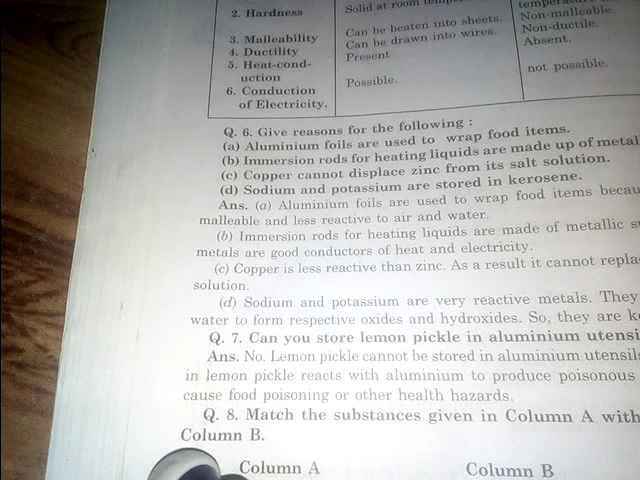 2. Hardness
Solid at room
3. Malleability
Can be beaten into sheets.
Non-malleable.
4. Ductility
Can be drawn into wires.
Non-ductile.
5. Heat-cond-
uction
Present
Absent.
6. Conduction
of Electricity.
Possible.
not possible.
Q. 6. Give reasons for the following :
(a) Aluminium foils are used to wrap food items.
(b) Immersion rods for heating liquids are made up of
(c) Copper cannot displace zinc from its salt solution.
(d) Sodium and potassium are stored in kerosene.
Ans. (a) Aluminium foils are used to wrap food items
malleable and less reactive to air and water.
(b) Immersion rods for heating liquids are made of metallic
metals are good conductors of heat and electricity.
(c) Copper is less reactive than zinc. As a result it cannot
solution.
(d) Sodium and potassium are very reactive metals. They
water to form respective oxides and hydroxides. So, they are
Q. 7. Can you store lemon pickle in aluminium
Ans. No. Lemon pickle cannot be stored in aluminium
in lemon pickle reacts with aluminium to produce poisonous
cause food poisoning or other health hazards.
Q. 8. Match the substances given in Column A with
Column B.
Column A
Column B